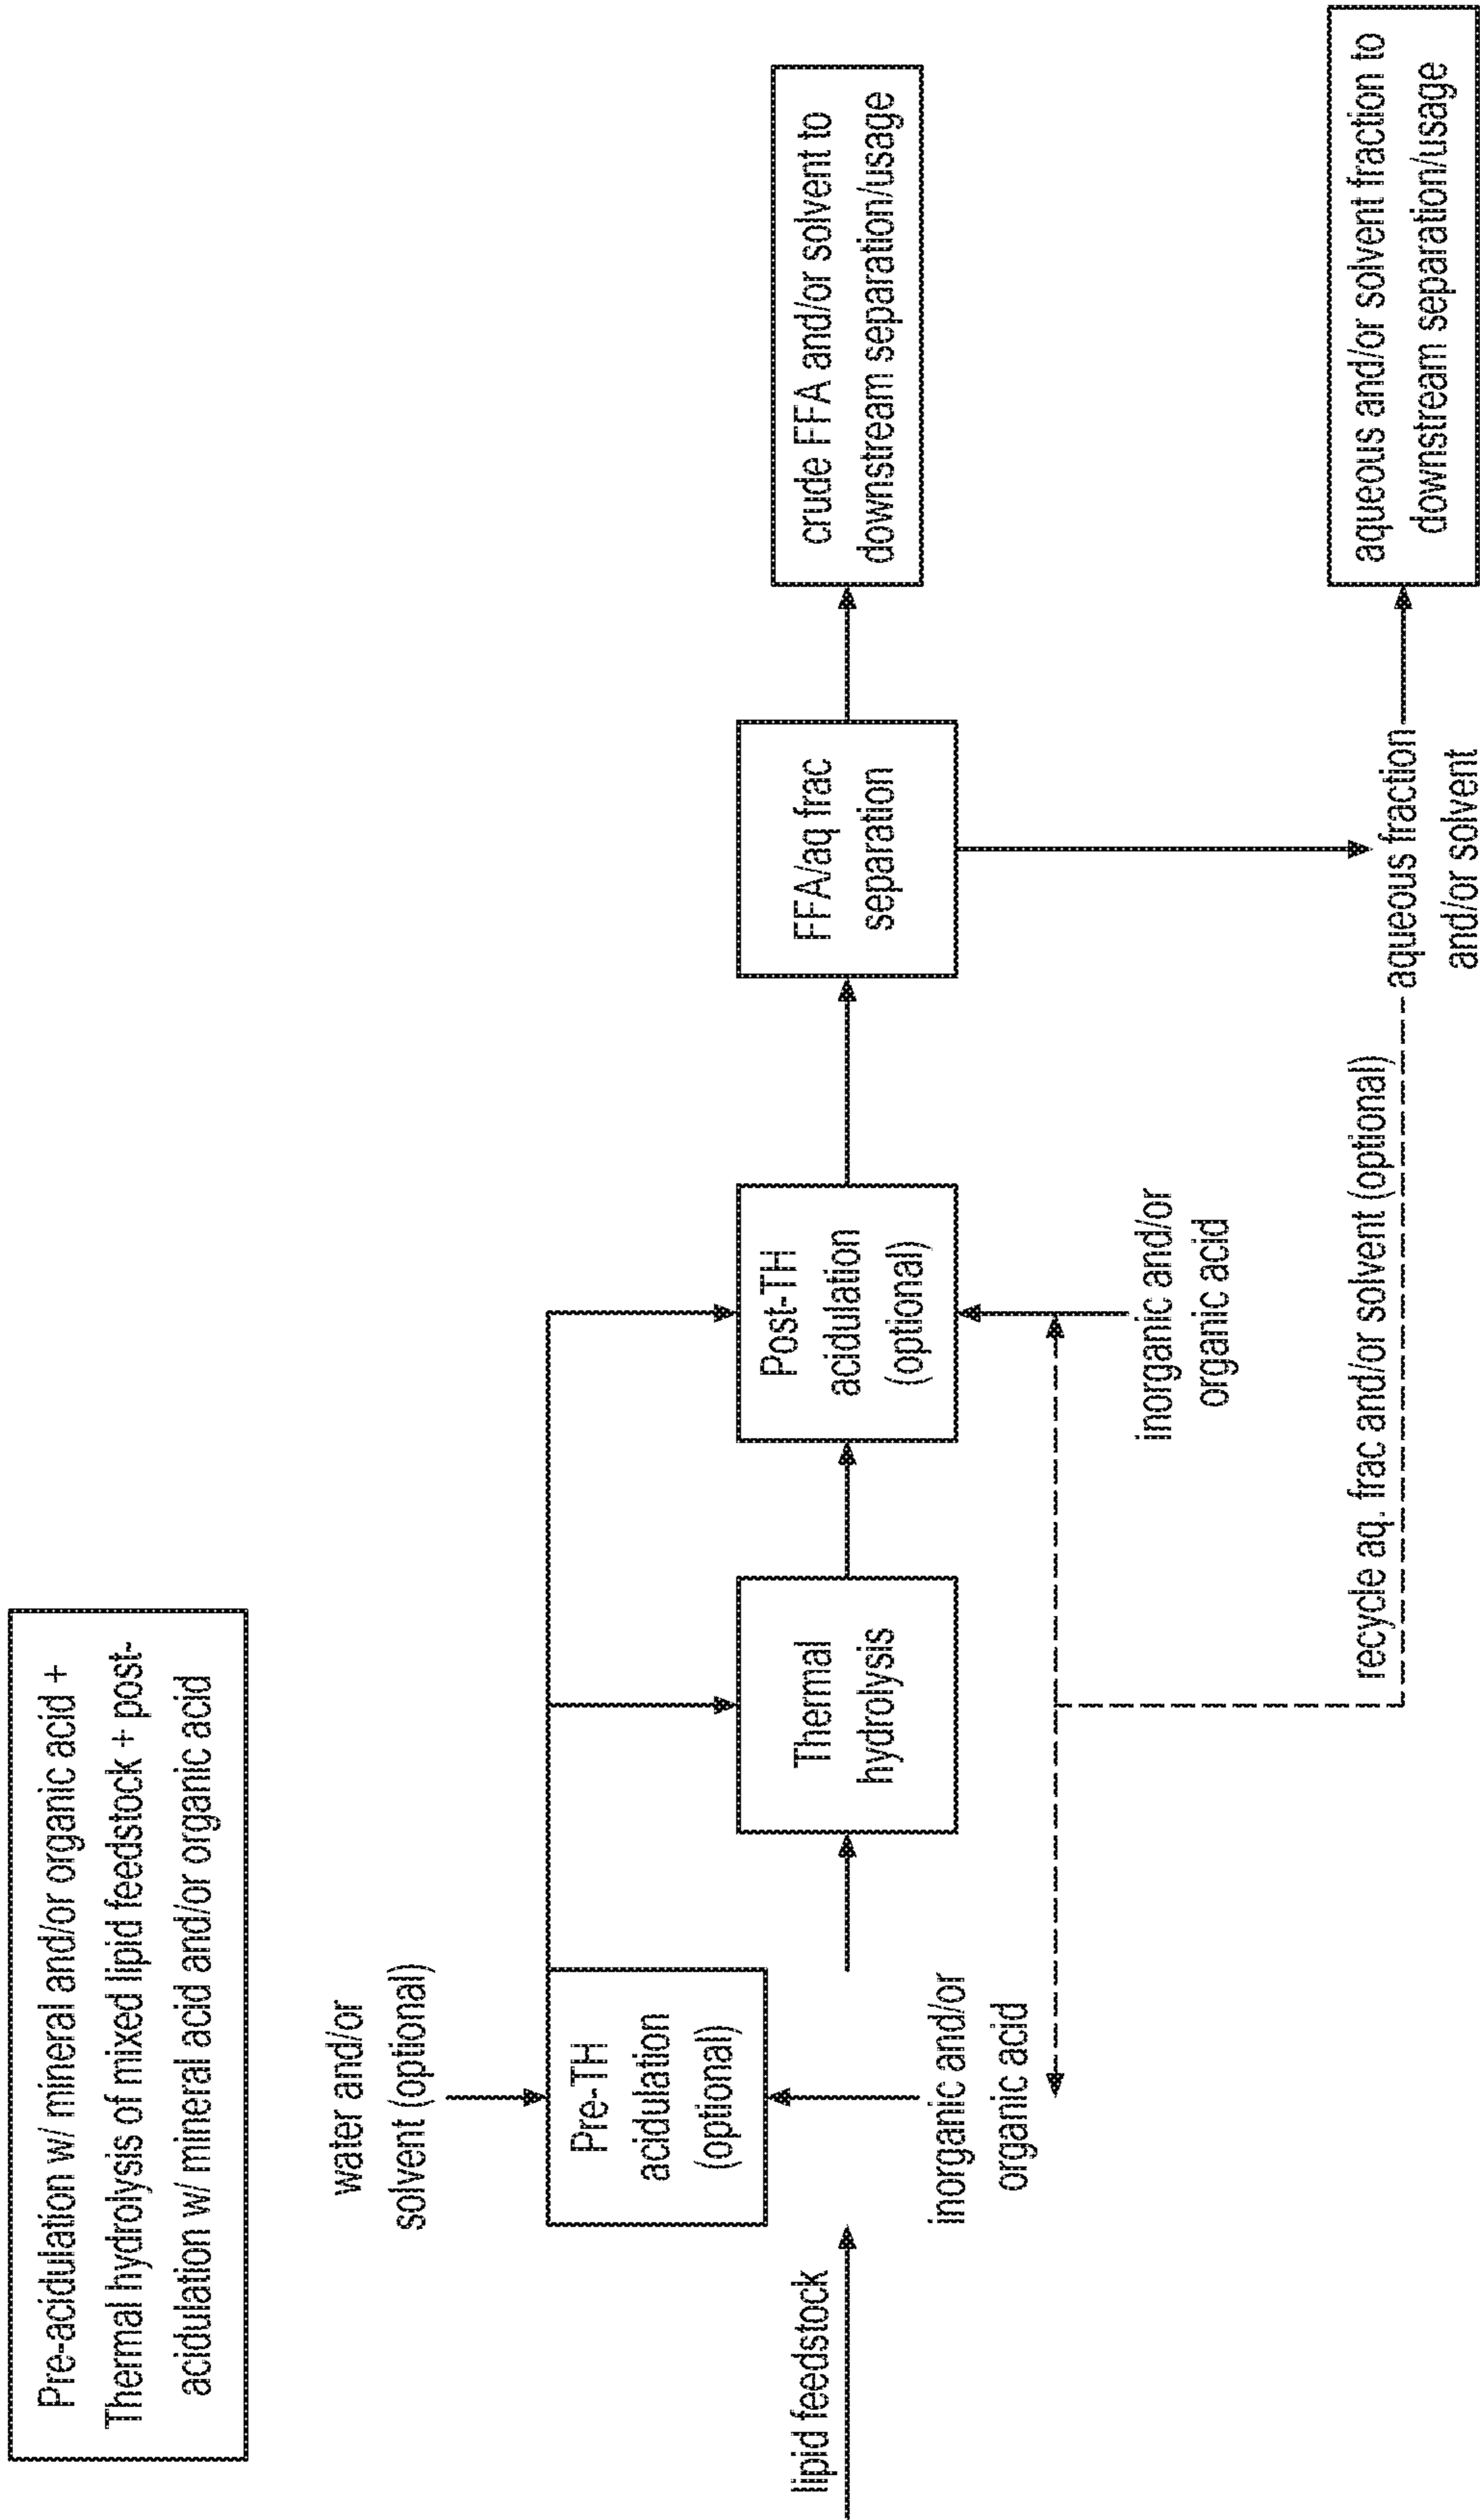 Pre-acidulation w/ mineral and/or organic acid +
Thermal hydrolysis of mixed lipid feedstock + post-
acidulation w/ mineral acid and/or organic acid
water and/or
solvent (optional)
lipid feedstock
Pre-TH
acidulation
(optional)
inorganic and/or
organic acid
Thermal
hydrolysis
Post-TH
acidulation
(optional)
inorganic and/or
organic acid
FFA/aq frac
separation
crude FFA and/or solvent to
downstream separation/usage
recycle aq. frac and/or solvent (optional)
aqueous fraction
and/or solvent
aqueous and/or solvent fraction to
downstream separation/usage